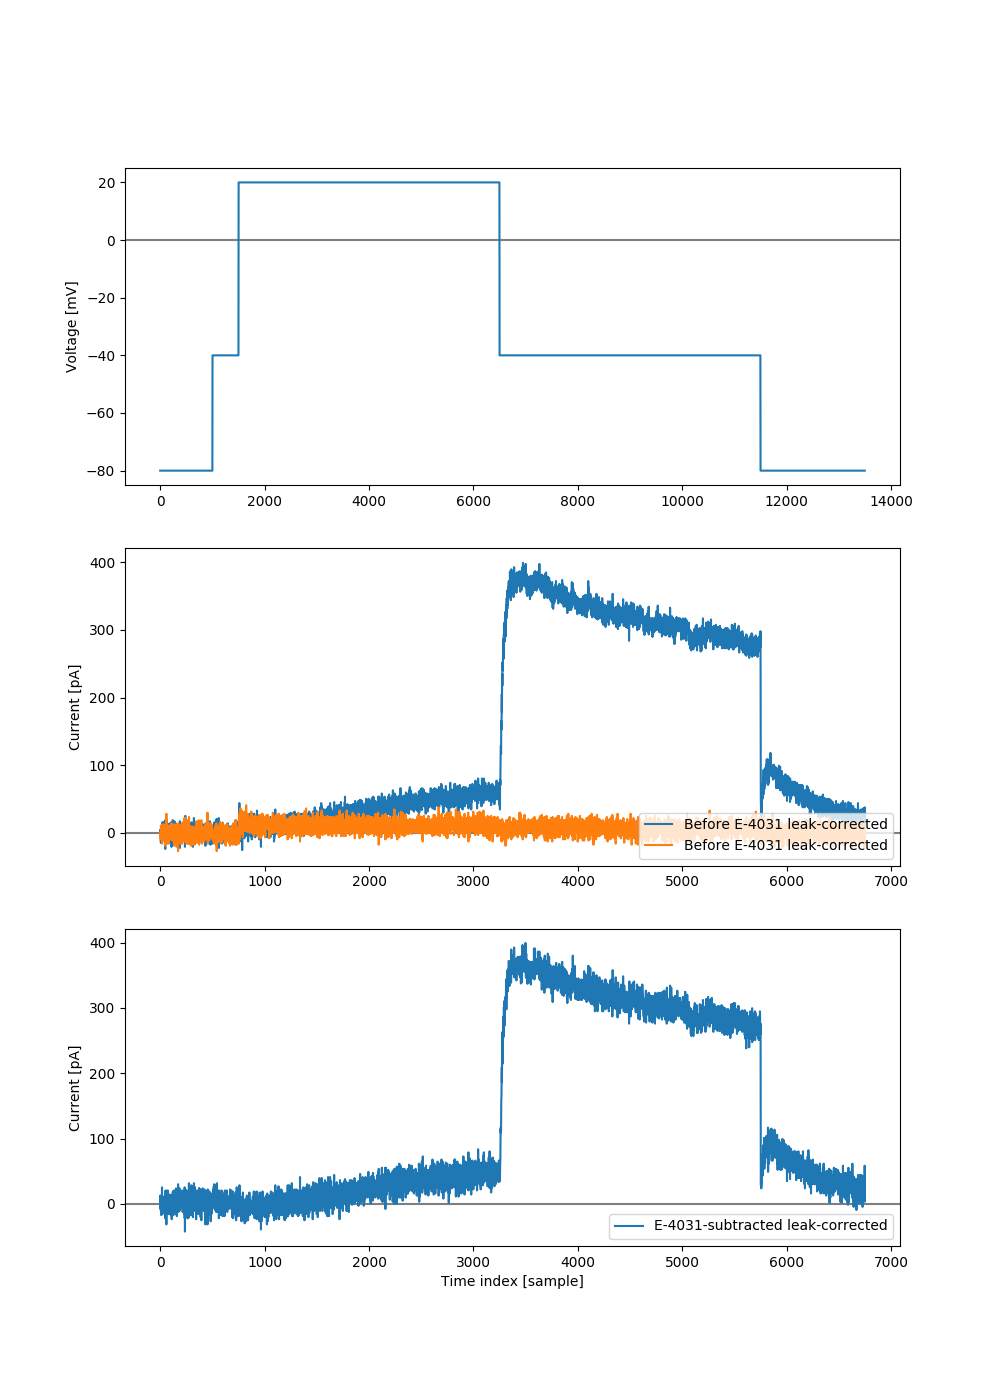 20
0
−20
−40
−60
−80
Voltage [mV]
0 2000 4000 6000 8000 10000 12000 14000
400
300
200
100
0
Current [pA]
Before E-4031 leak-corrected
Before E-4031 leak-corrected
0 1000 2000 3000 4000 5000 6000 7000
400
300
200
100
0
Current [pA]
E-4031-subtracted leak-corrected
0 1000 2000 3000 4000 5000 6000 7000
Time index [sample]